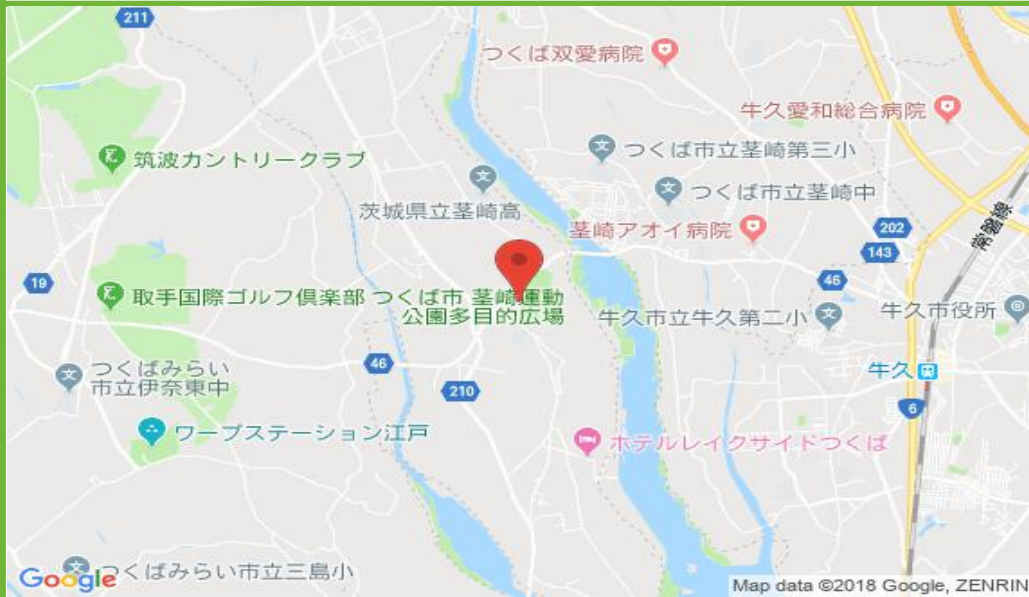 211
つくば双愛病院
牛久愛和総合病院
筑波カントリークラブ
つくば市立茎崎第三小
茨城県立茎崎高
つくば市立茎崎中
茎崎アオイ病院
202
143
常磐線
19
取手国際ゴルフ倶楽部
つくば市 茎崎運動
公園多目的広場
46
牛久市立牛久第二小
牛久市役所
つくばみらい
市立伊奈東中
46
210
牛久
6
ワープステーション江戸
ホテルレイクサイドつくば
つくばみらい市立三島小
Google
Map data ©2018 Google, ZENRIN